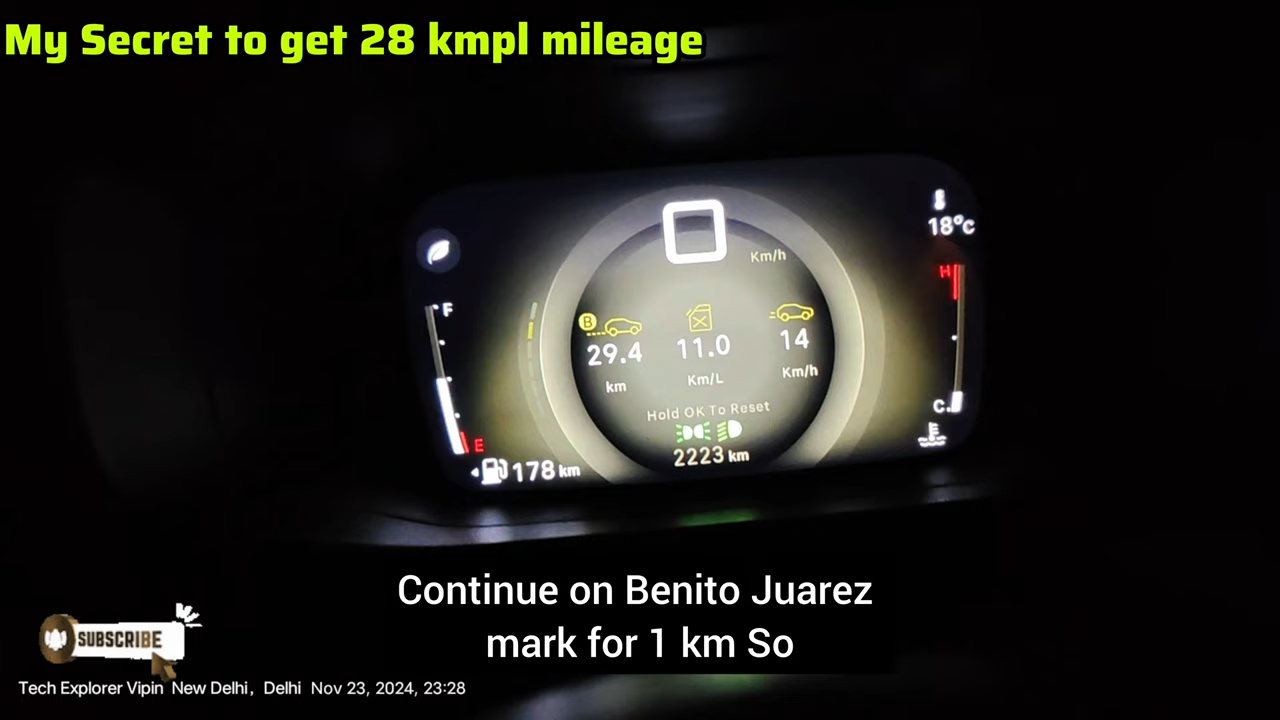 My Secret to get 28 kmpl mileage
18°c
Km/h
H
F
B
29.4
11.0
14
km
Km/L
Km/h
Hold OK To Reset
C
E
2223 km
178 km
Continue on Benito Juarez
mark for 1 km So
SUBSCRIBE
Tech Explorer Vipin New Delhi, Delhi Nov 23, 2024, 23:28